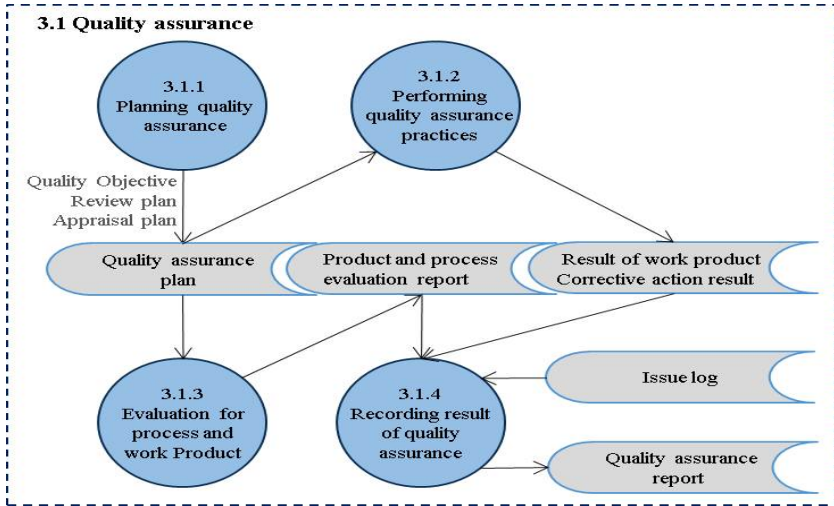 3.1 Quality assurance
3.1.1
Planning quality
assurance
3.1.2
Performing
quality assurance
practices
Quality Objective
Review plan
Appraisal plan
Quality assurance
plan
Product and process
evaluation report
Result of work product
Corrective action result
3.1.3
Evaluation for
process and
work Product
3.1.4
Recording result
of quality
assurance
Issue log
Quality assurance
report